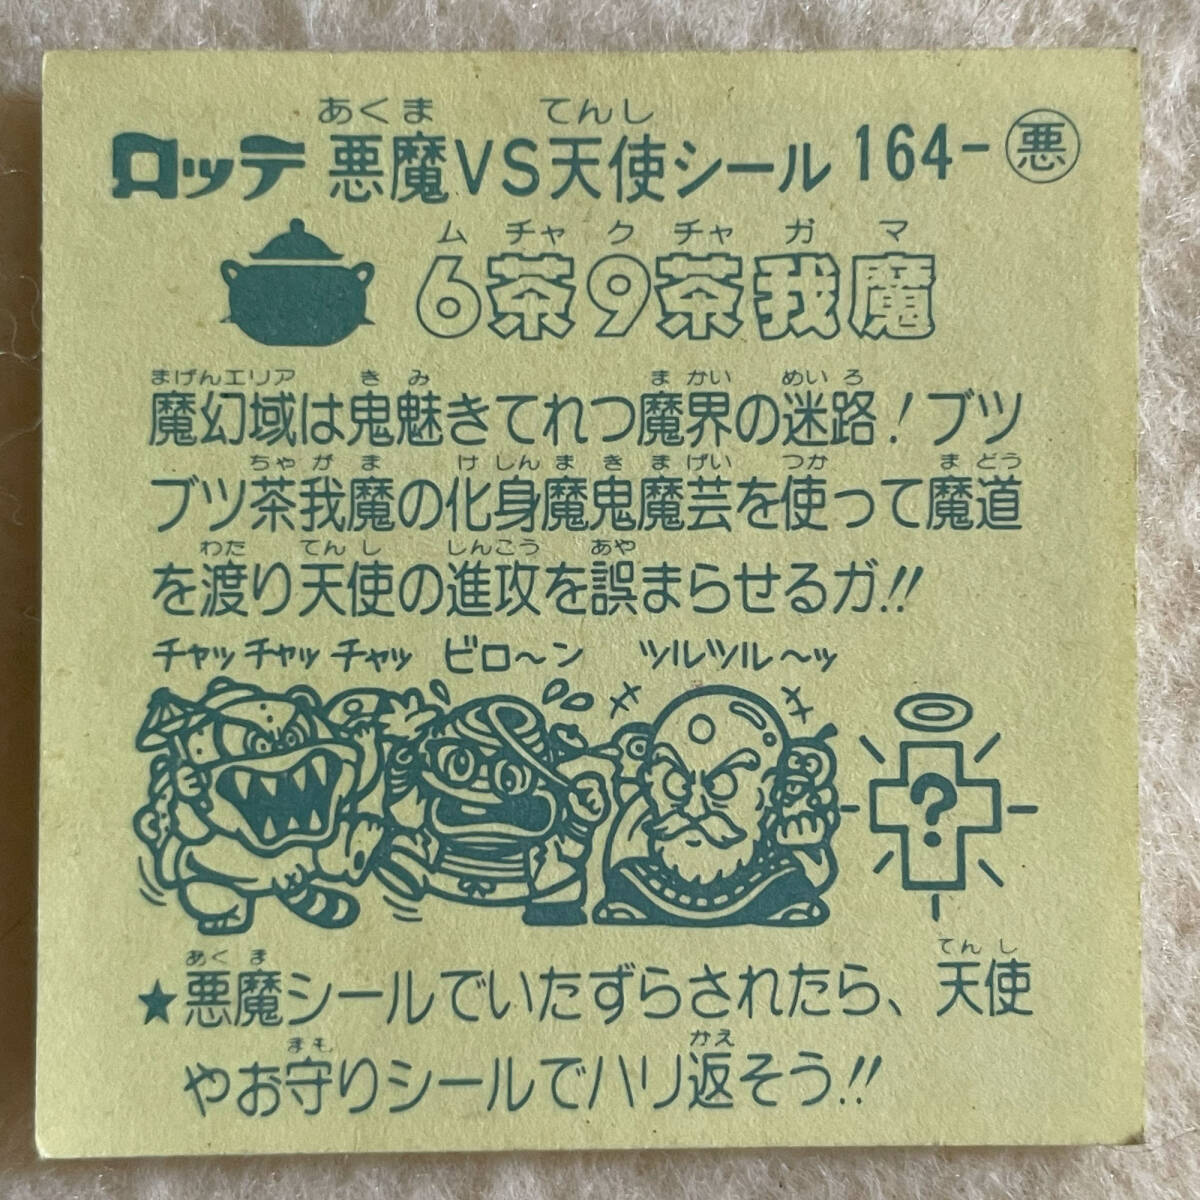 あくま てんし
ロッテ 悪魔VS天使シール 164-悪
ム チャ ク チャ ガ マ
6茶9茶我魔
まげんエリア き み ま かい めい ろ
魔幻域は鬼魅きてれつ魔界の迷路!ブツ
ちゃ が ま け しん ま き ま げい つか ま どう
ブツ茶我魔の化身魔鬼魔芸を使って魔道
わた てん し しんこう あや
を渡り天使の進攻を誤まらせるガ!!
チャッチャッチャッ ビロ〜ン ツルツル〜ッ
?
あく ま てん し
★悪魔シールでいたずらされたら、天使
まも かえ
やお守りシールでハリ返そう!!